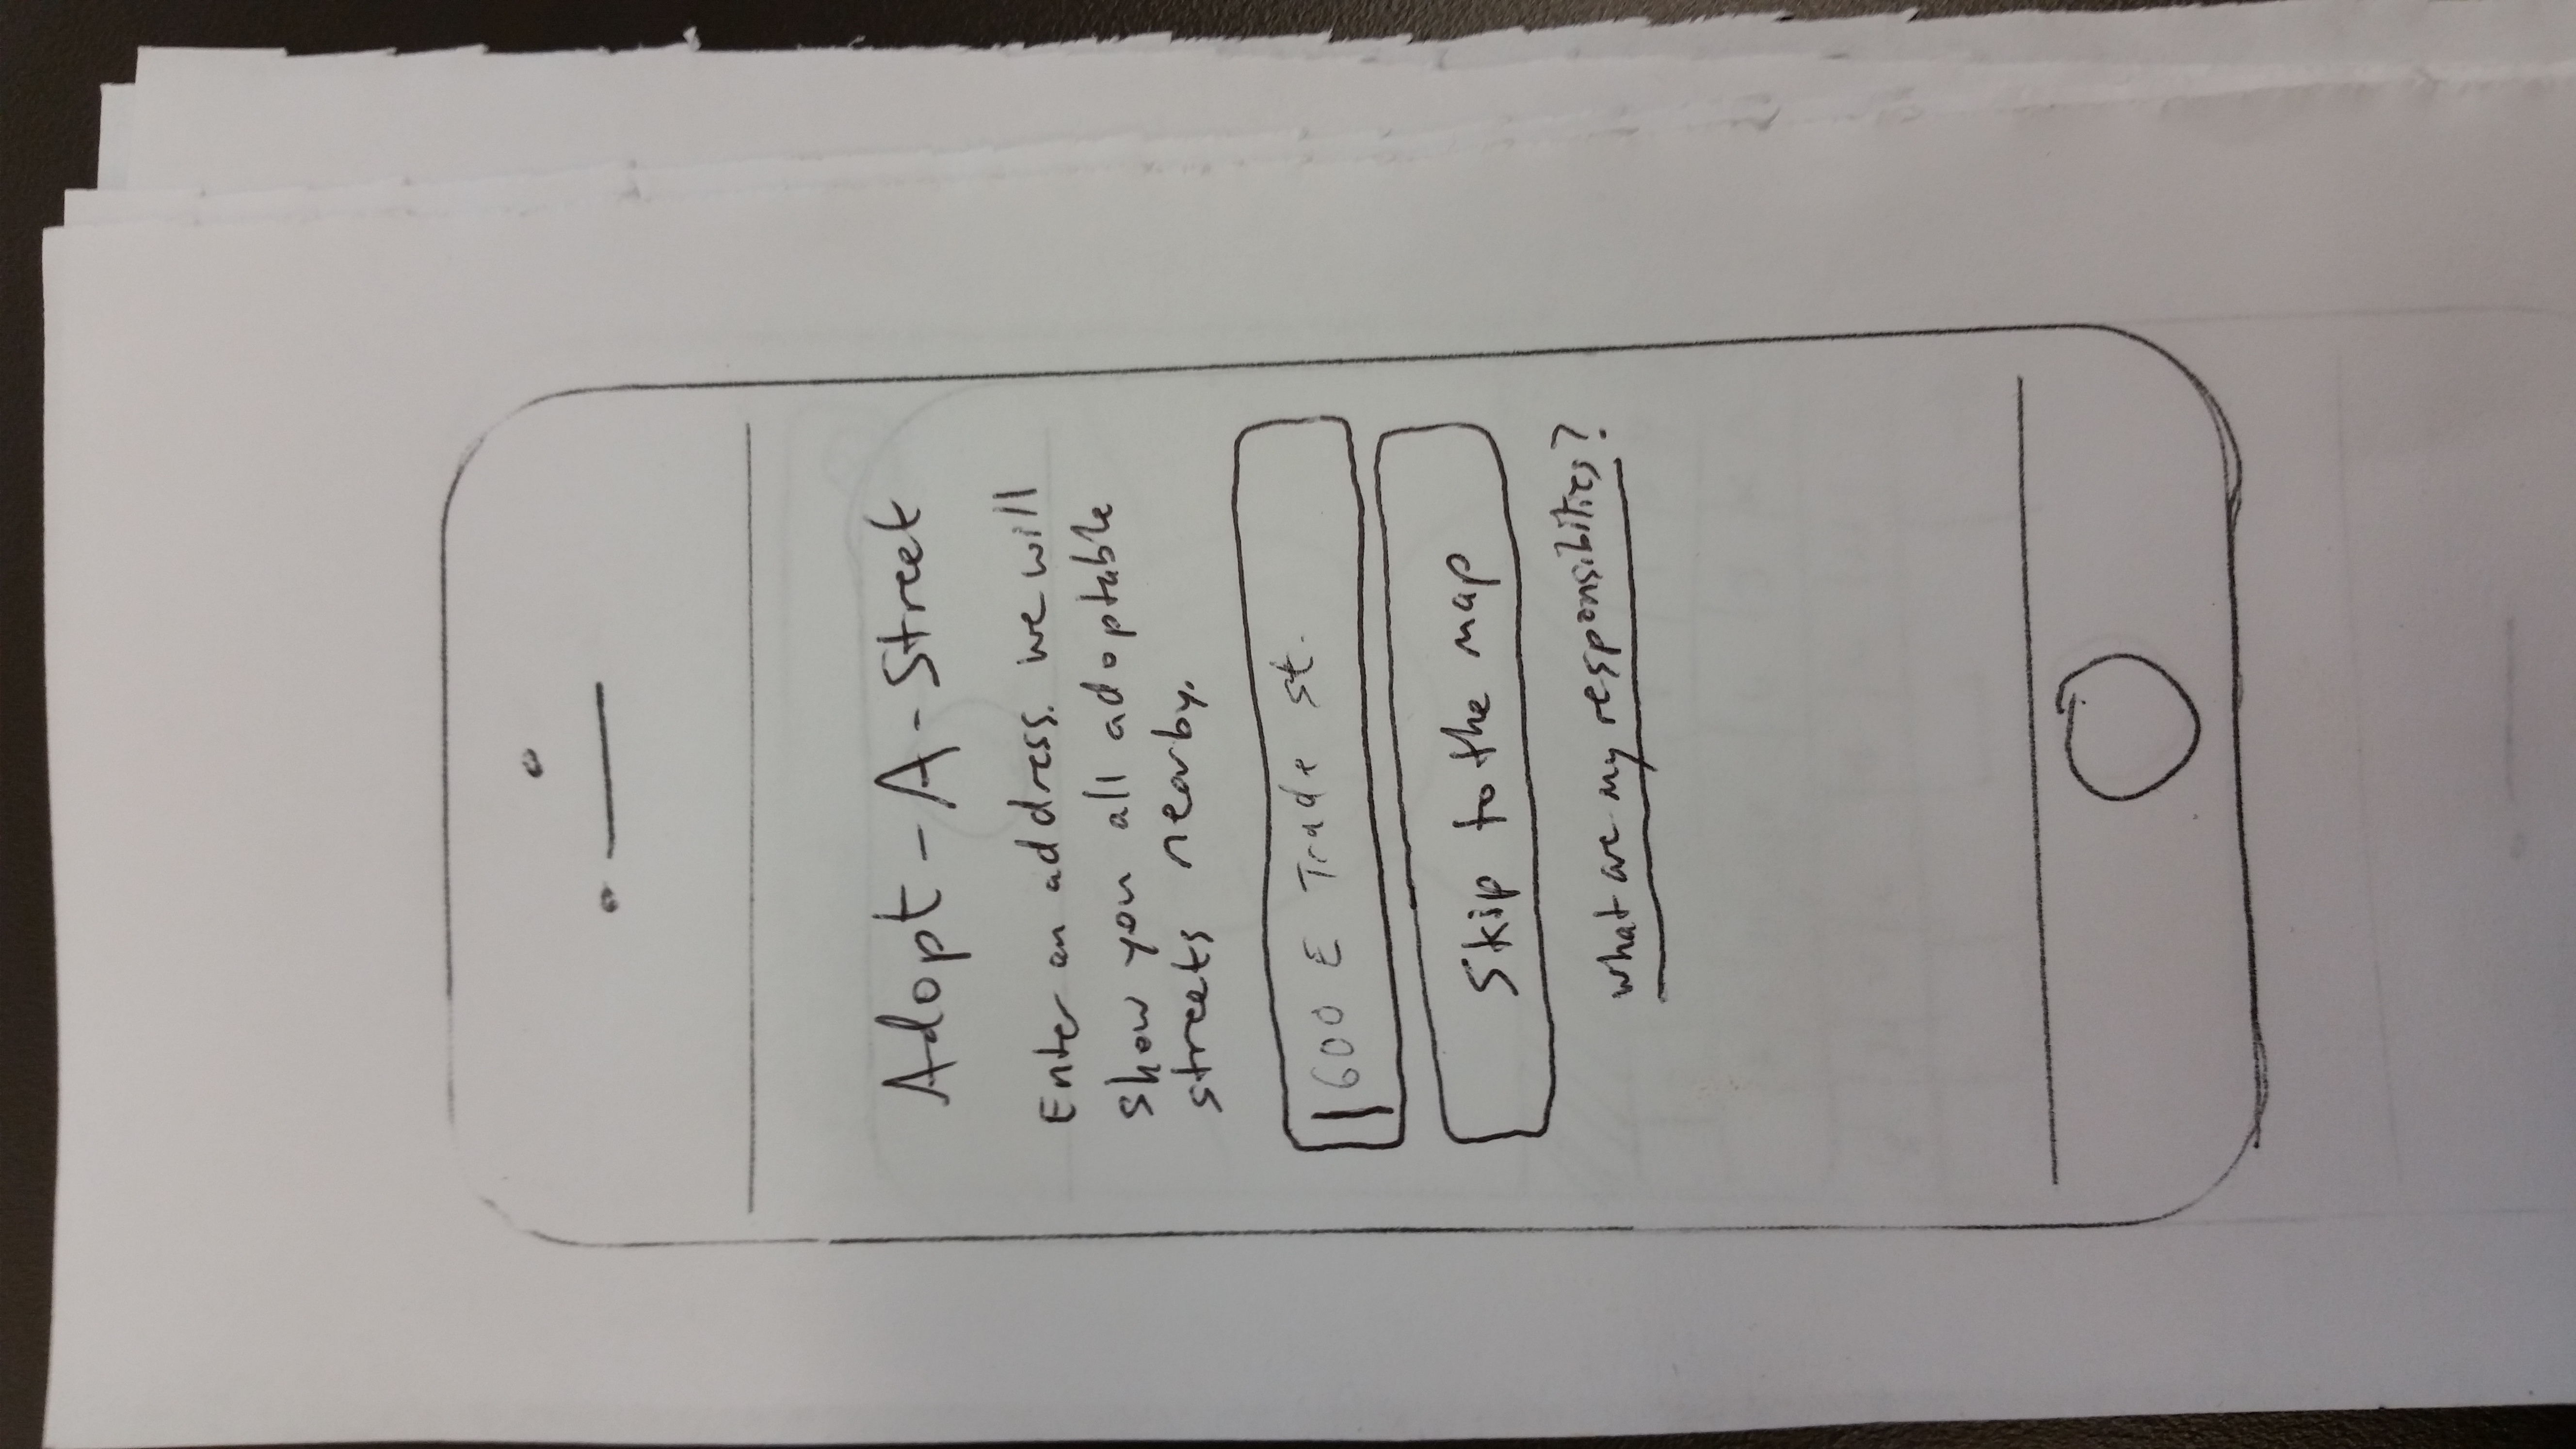 Adopt-A-Street
Enter an address. we will
show you all adoptable
streets nearby.
600 E Trade st.
Skip to the map
what are my responsibilities?